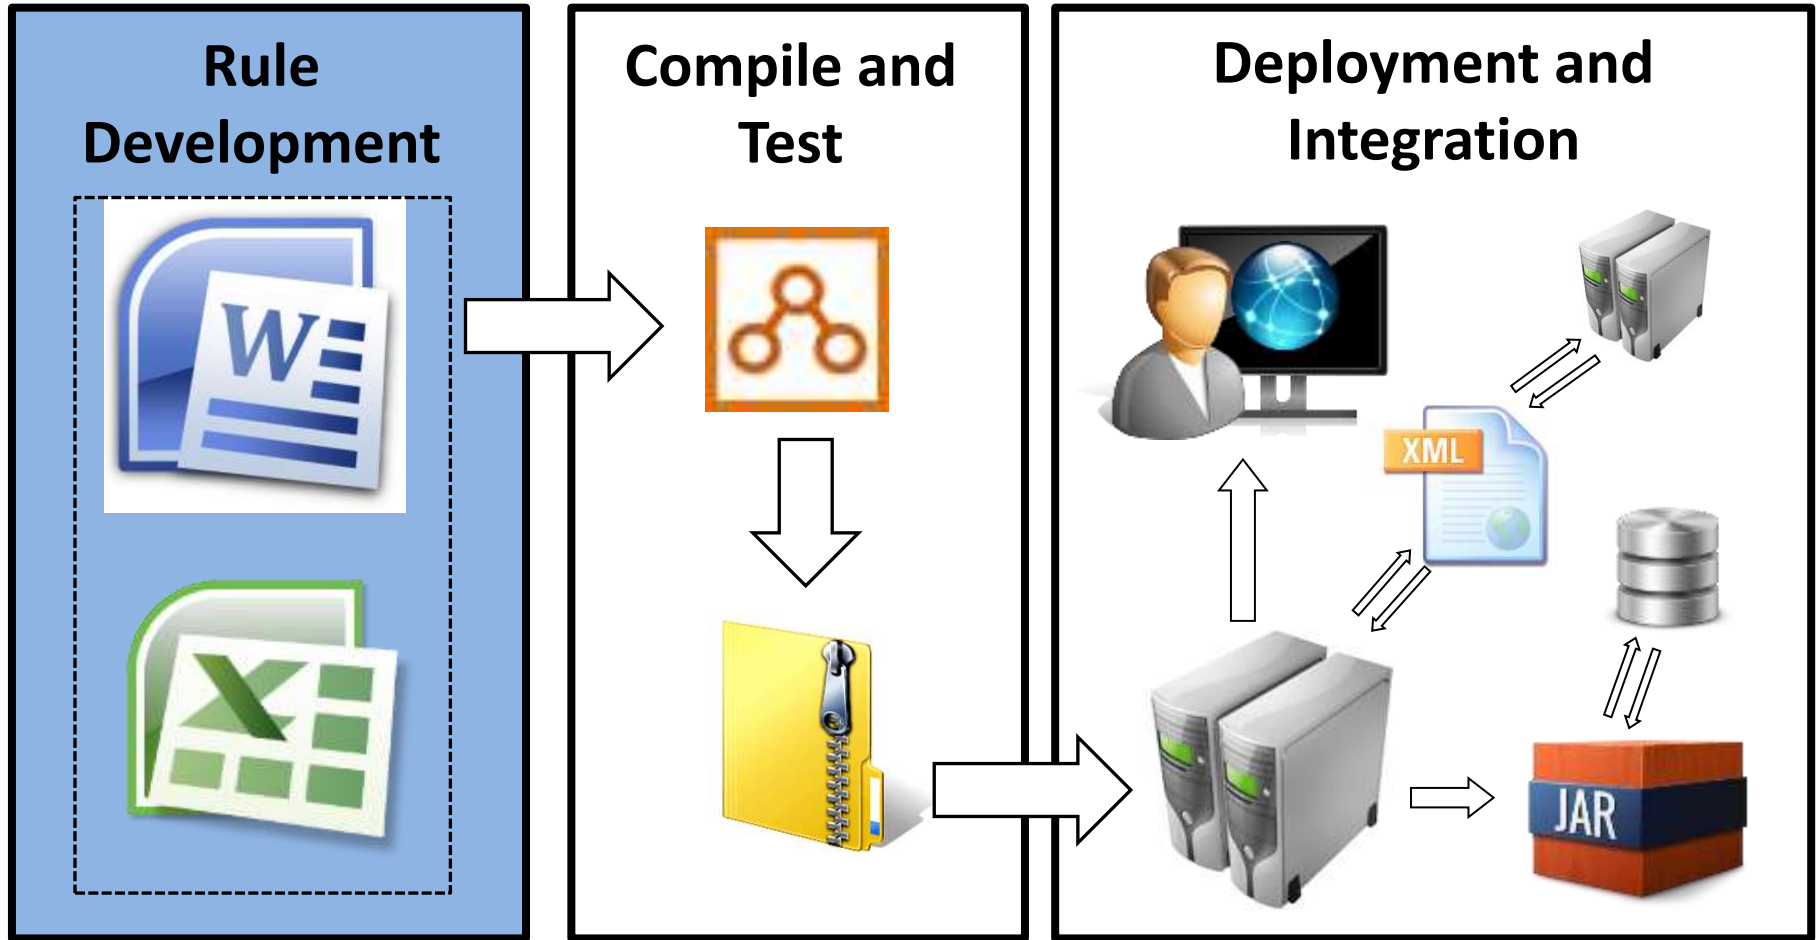 Rule
Development
Compile and
Test
Deployment and
Integration
W
X
XML
JAR